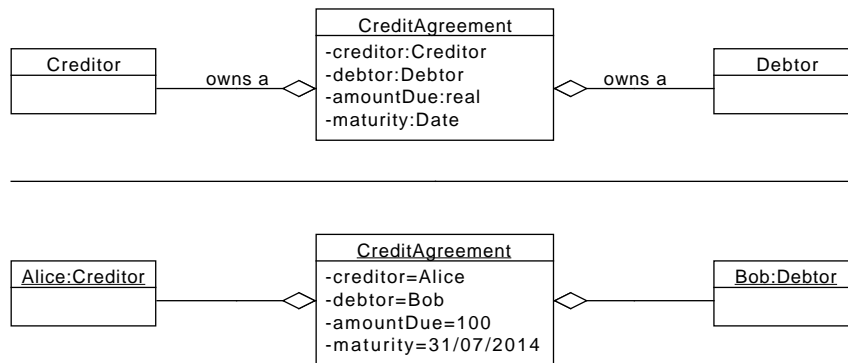 CreditAgreement
-creditor:Creditor
-debtor:Debtor
-amountDue:real
-maturity:Date
Creditor
owns a
owns a
Debtor
CreditAgreement
-creditor=Alice
-debtor=Bob
-amountDue=100
-maturity=31/07/2014
Alice:Creditor
Bob:Debtor